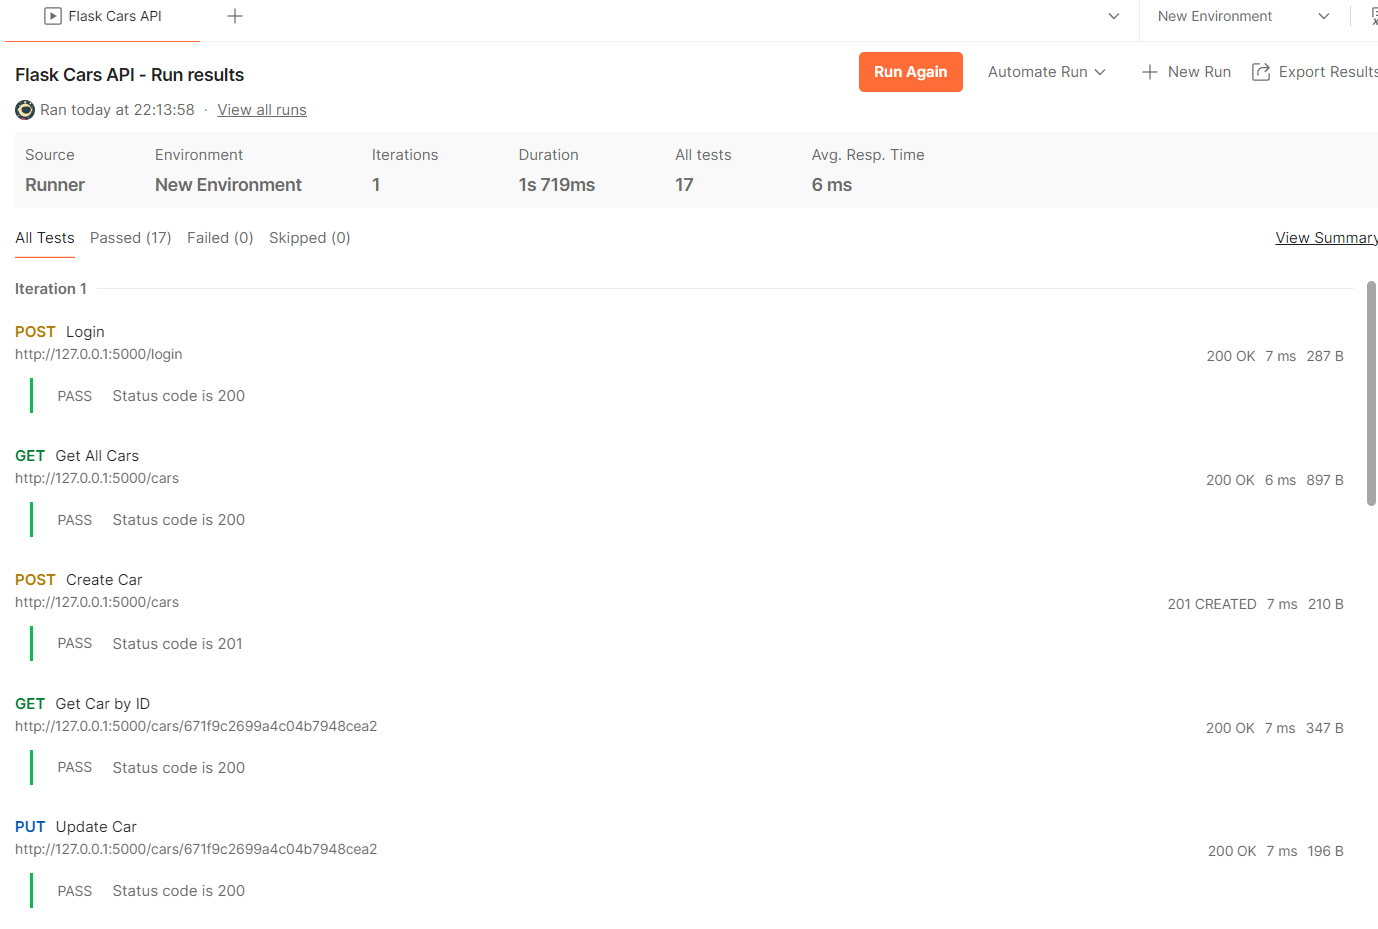 Flask Cars API
New Environment
Flask Cars API - Run results
Run Again
Automate Run
New Run
Export Results
Ran today at 22:13:58 · View all runs
Source Environment Iterations Duration All tests Avg. Resp. Time
Runner New Environment 1 1s 719ms 17 6 ms
All Tests Passed (17) Failed (0) Skipped (0) View Summary
Iteration 1
POST Login
http://127.0.0.1:5000/login
200 OK 7 ms 287 B
PASS Status code is 200
GET Get All Cars
http://127.0.0.1:5000/cars
200 OK 6 ms 897 B
PASS Status code is 200
POST Create Car
http://127.0.0.1:5000/cars
201 CREATED 7 ms 210 B
PASS Status code is 201
GET Get Car by ID
http://127.0.0.1:5000/cars/671f9c2699a4c04b7948cea2
200 OK 7 ms 347 B
PASS Status code is 200
PUT Update Car
http://127.0.0.1:5000/cars/671f9c2699a4c04b7948cea2
200 OK 7 ms 196 B
PASS Status code is 200